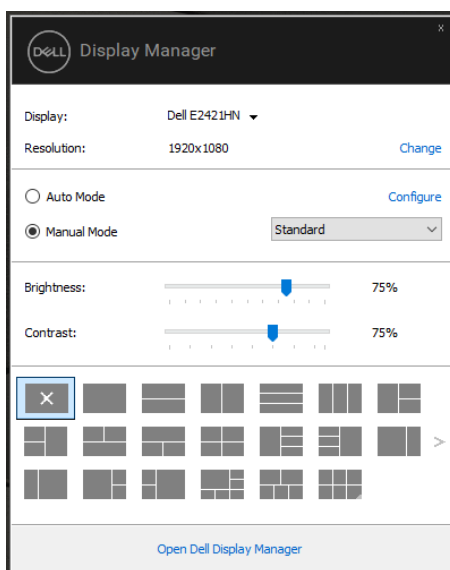 x
DELL Display Manager
Display: Dell E2421HN
Resolution: 1920x1080 Change
Auto Mode Configure
Manual Mode Standard
Brightness: 75%
Contrast: 75%
Open Dell Display Manager